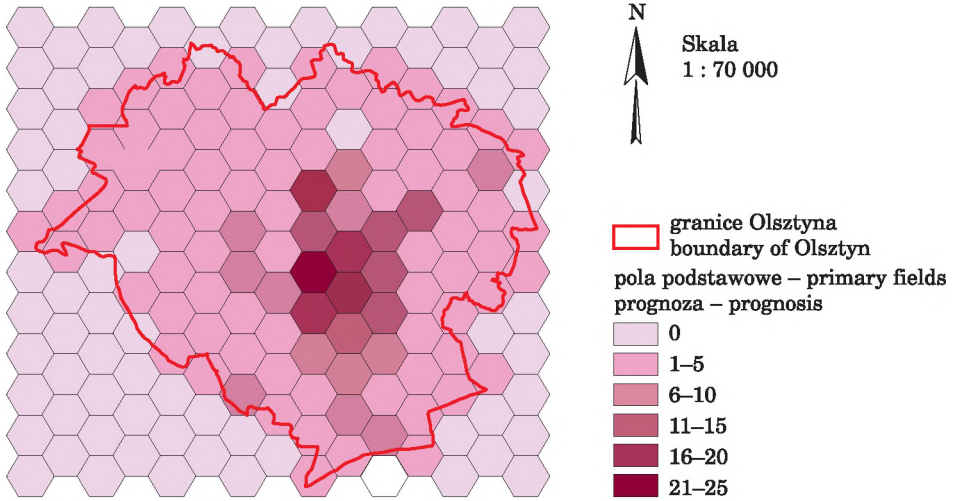 N
Skala
1 : 70 000
granice Olsztyna
boundary of Olsztyn
pola podstawowe – primary fields
prognoza – prognosis
0
1–5
6–10
11–15
16–20
21–25